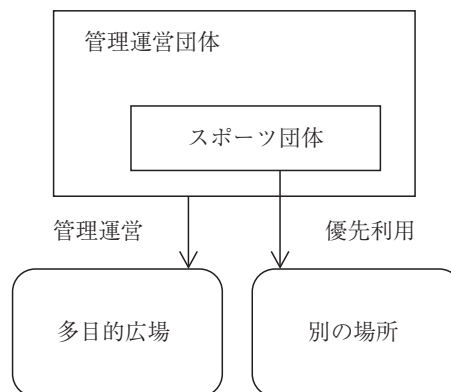 管理運営団体
スポーツ団体
管理運営
優先利用
多目的広場
別の場所